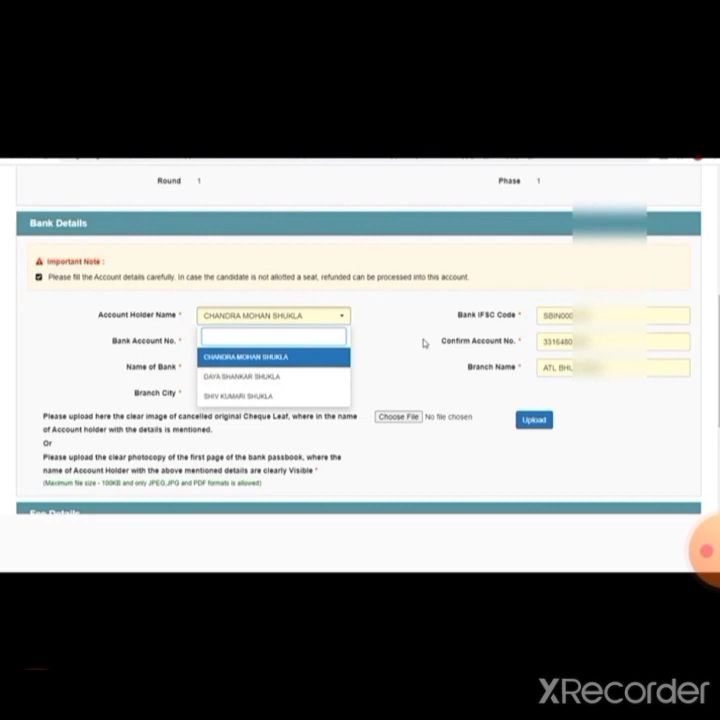 Round 1 Phase 1
Bank Details
Important Note :
Please fill the Account details carefully. In case the candidate is not allotted a seat, refunded can be processed into this account.
Account Holder Name * CHANDRA MOHAN SHUKLA Bank IFSC Code * SBIN000
Bank Account No. * Confirm Account No. * 3316480
CHANDRA MOHAN SHUKLA
Name of Bank * Branch Name * ATL BHL
DAYA SHANKAR SHUKLA
Branch City * SHIV KUMARI SHUKLA
Please upload here the clear image of cancelled original Cheque Leaf, where in the name Choose File No file chosen Upload
of Account holder with the details is mentioned.
Or
Please upload the clear photocopy of the first page of the bank passbook, where the
name of Account Holder with the above mentioned details are clearly Visible *
(Maximum file size - 100KB and only JPEG,JPG and PDF formats is allowed)
Fee Details
XRecorder